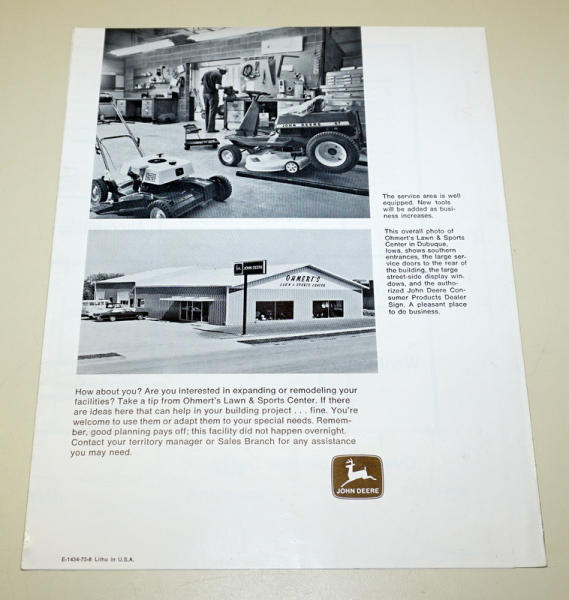 JOHN DEERE 67
The service area is well
equipped. New tools
will be added as busi-
ness increases.
This overall photo of
Ohmert's Lawn & Sports
Center in Dubuque,
Iowa, shows southern
entrances, the large ser-
vice doors to the rear of
the building, the large
street-side display win-
dows, and the autho-
rized John Deere Con-
sumer Products Dealer
Sign. A pleasant place
to do business.
JOHN DEERE
OHMERT'S
LAWN & SPORTS CENTER
How about you? Are you interested in expanding or remodeling your
facilities? Take a tip from Ohmert's Lawn & Sports Center. If there
are ideas here that can help in your building project . . . fine. You're
welcome to use them or adapt them to your special needs. Remem-
ber, good planning pays off; this facility did not happen overnight.
Contact your territory manager or Sales Branch for any assistance
you may need.
JOHN DEERE
E-1434-73-8 Litho in U.S.A.